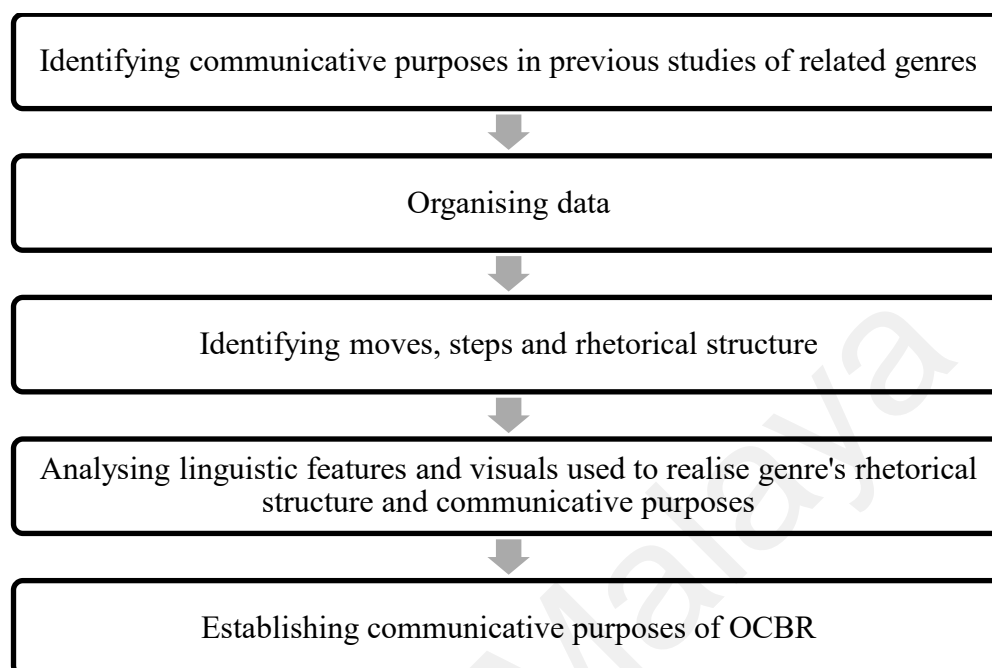 Identifying communicative purposes in previous studies of related genres
Organising data
Identifying moves, steps and rhetorical structure
Analysing linguistic features and visuals used to realise genre's rhetorical
structure and communicative purposes
Establishing communicative purposes of OCBR
Malaya